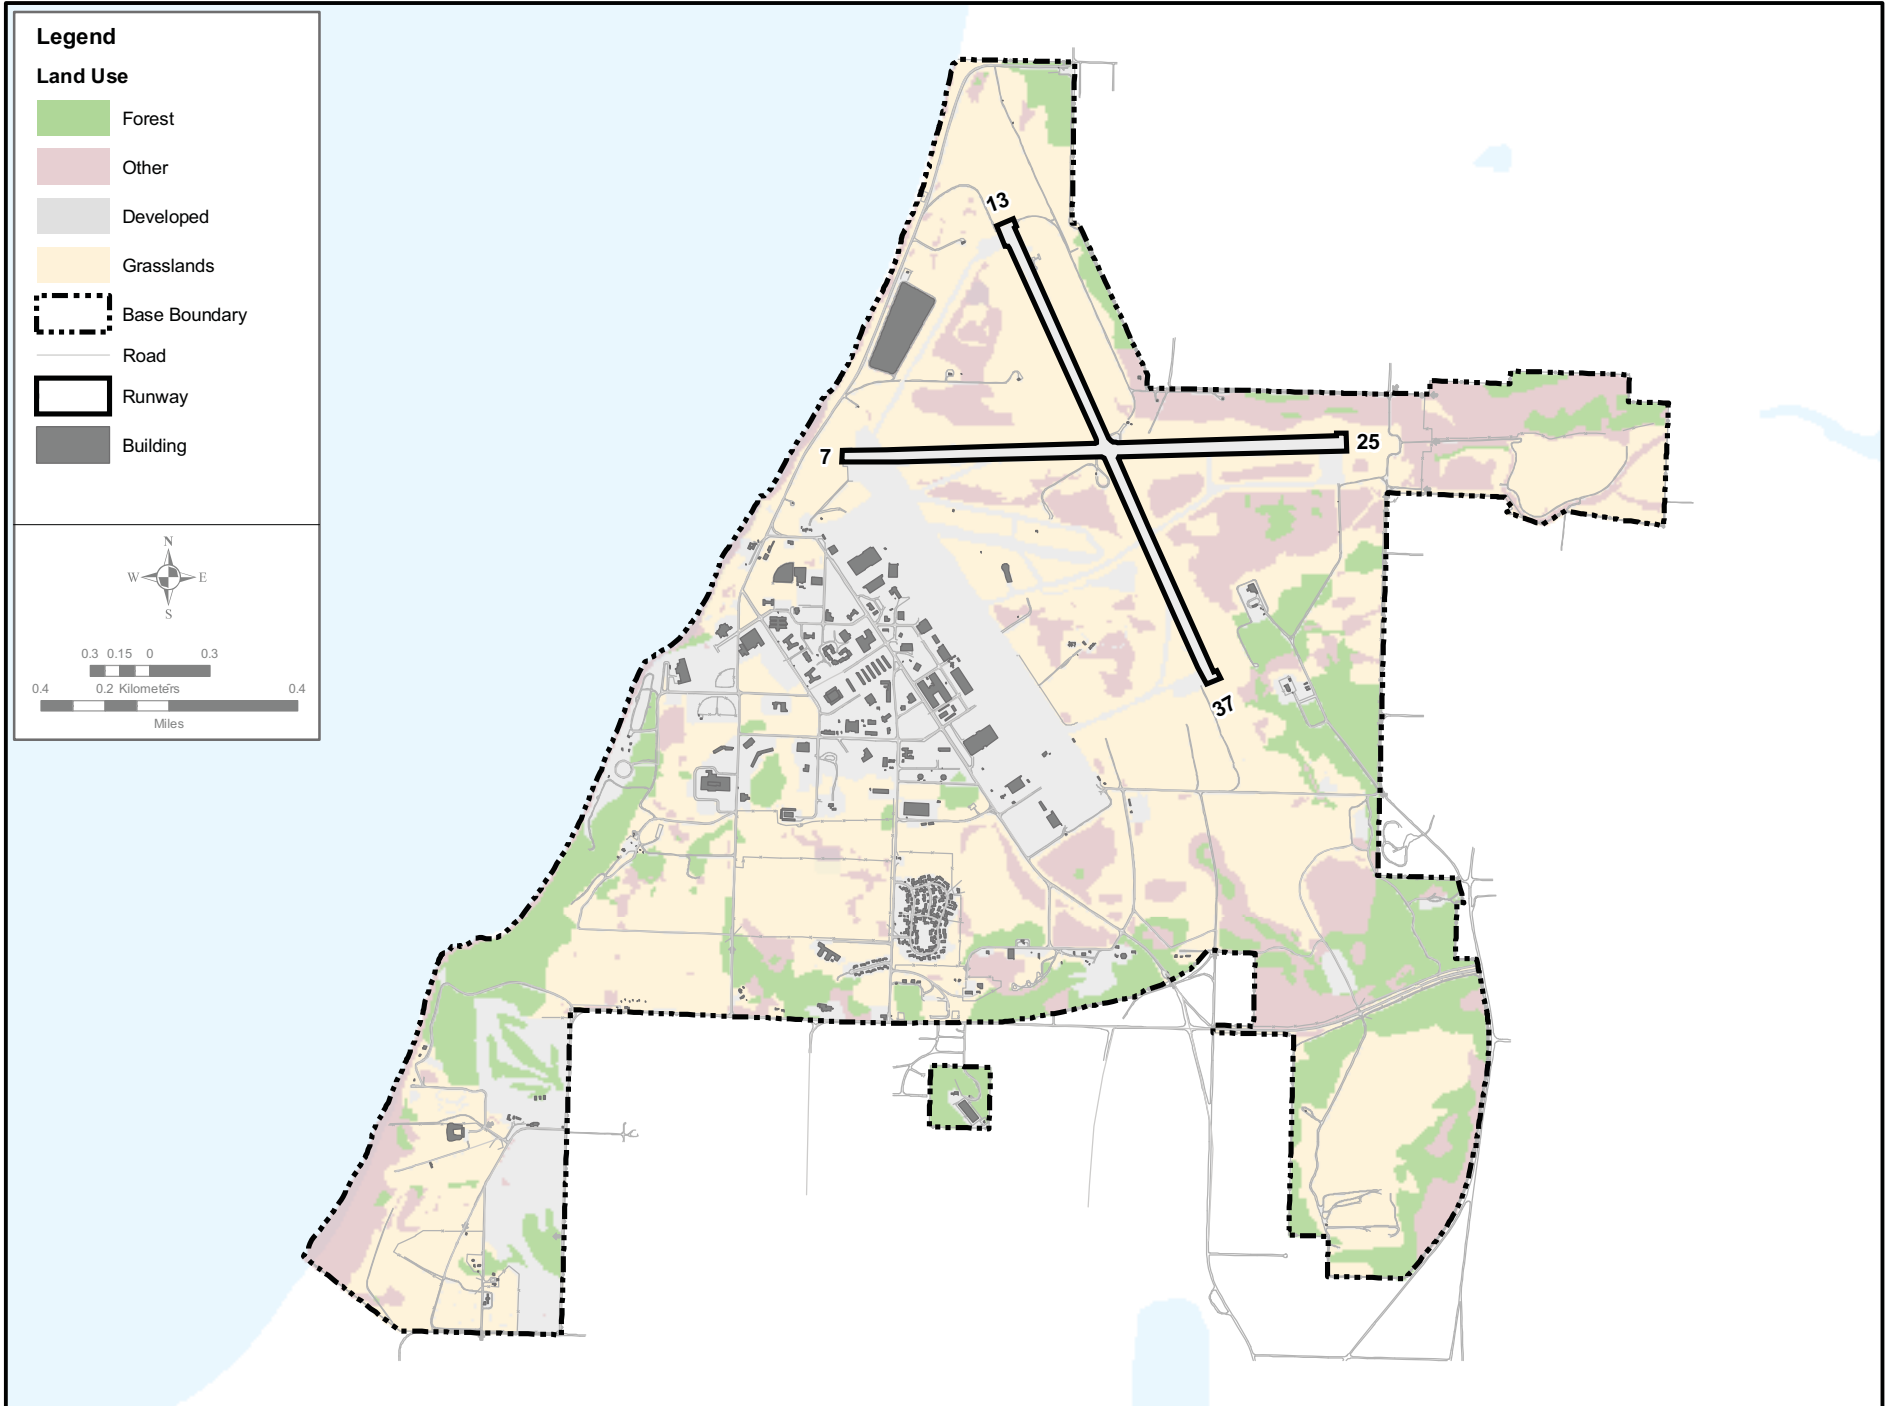 Legend
Land Use
Forest
Other
Developed
Grasslands
Base Boundary
Road
Runway
Building
N
W E
S
0.3 0.15 0 0.3
Kilometers
0.4 0.2 0 0.4
Miles
13
7
25
37